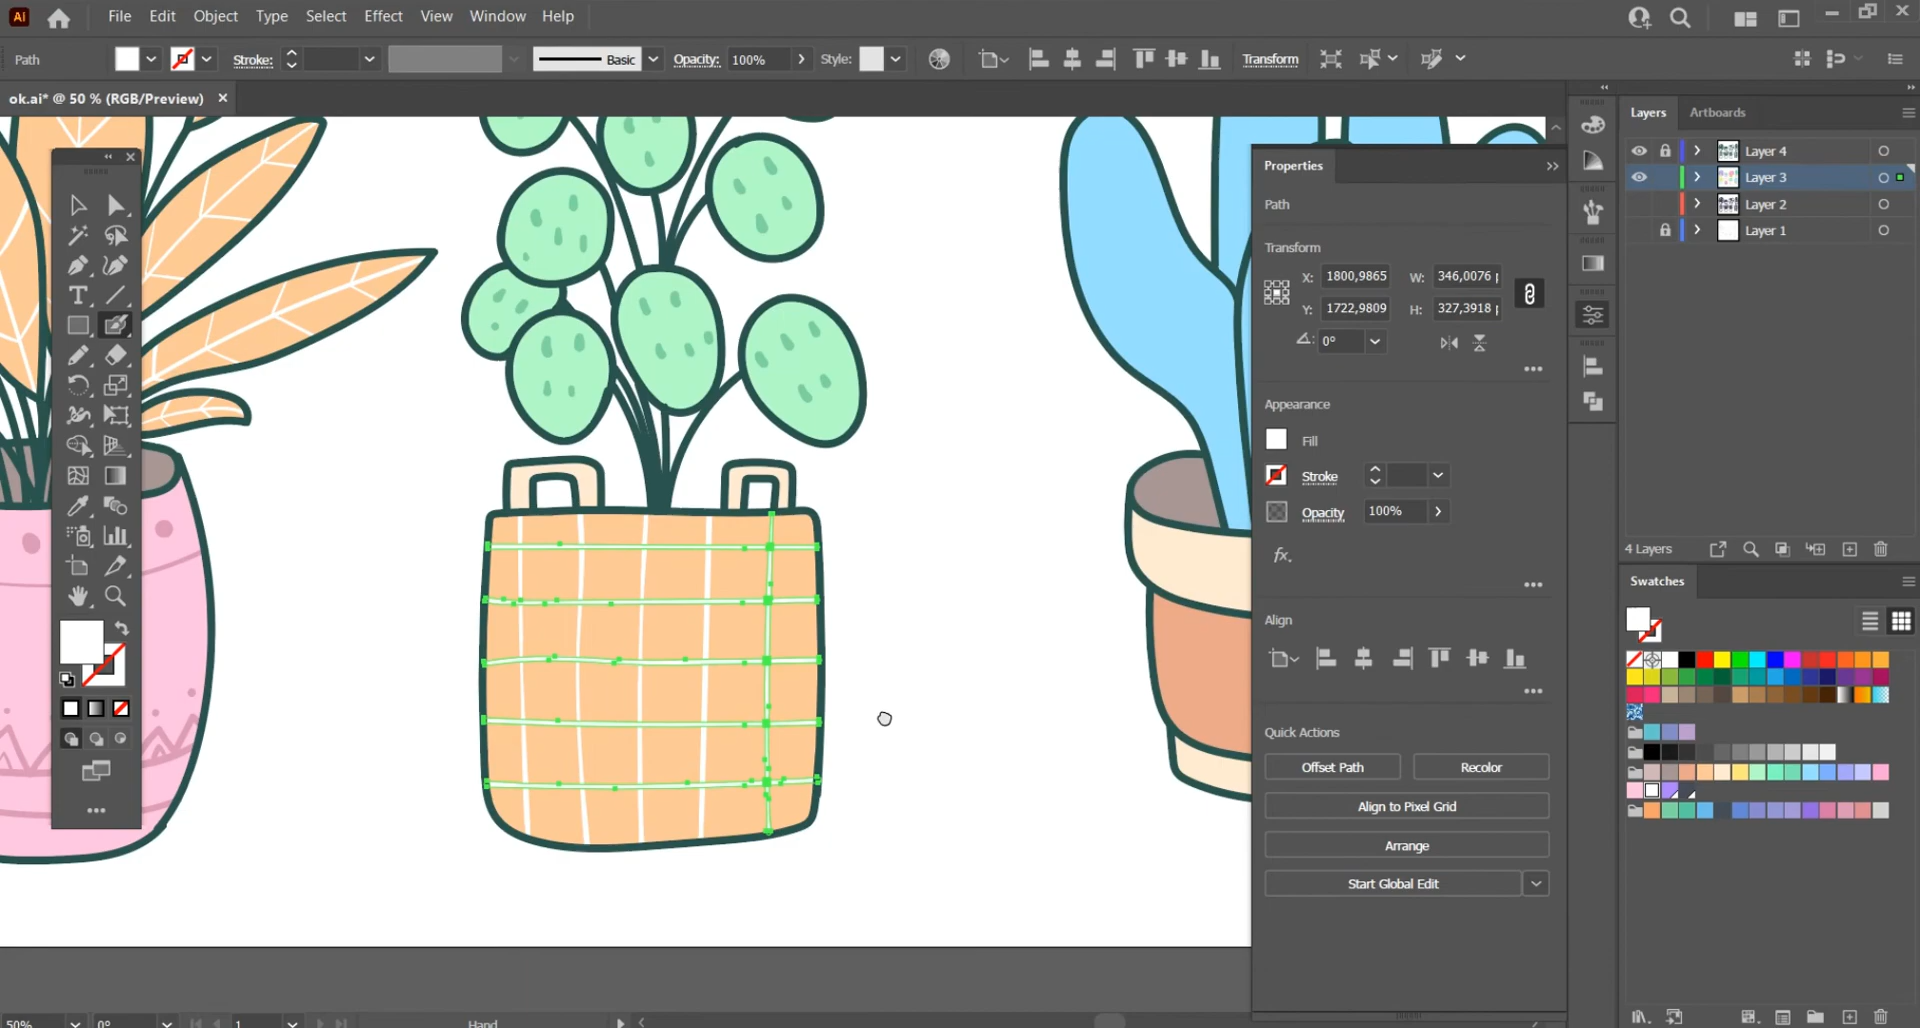 Ai File Edit Object Type Select Effect View Window Help
Path Stroke: Basic Opacity: 100% Style: Transform
ok.ai* @ 50 % (RGB/Preview) ×
Properties
Path
Transform
X: 1800,9865 W: 346,0076 p
Y: 1722,9809 H: 327,3918 p
0°
Appearance
Fill
Stroke
Opacity 100%
fx.
Align
Quick Actions
Offset Path Recolor
Align to Pixel Grid
Arrange
Start Global Edit
Layers Artboards
Layer 4
Layer 3
Layer 2
Layer 1
4 Layers
Swatches
50% 0° 1 Hand